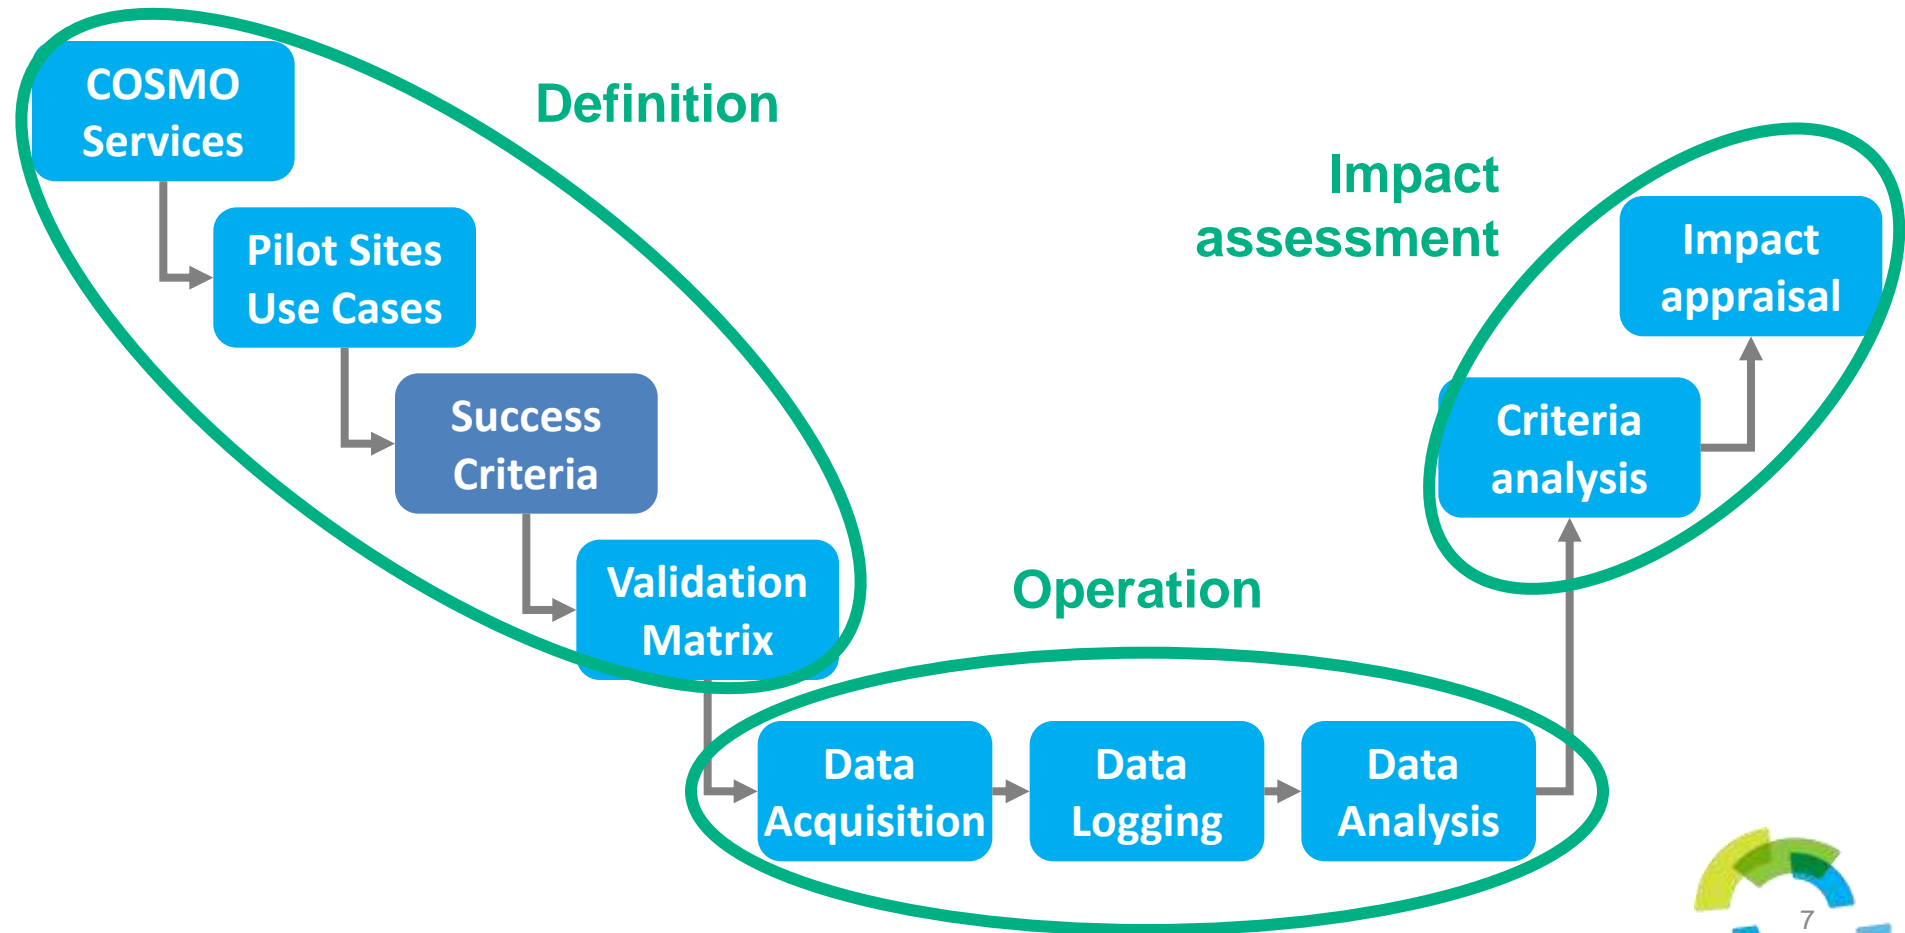 COSMO
Services
Definition
Pilot Sites
Use Cases
Success
Criteria
Validation
Matrix
Operation
Data
Acquisition
Data
Logging
Data
Analysis
Impact
assessment
Criteria
analysis
Impact
appraisal
7